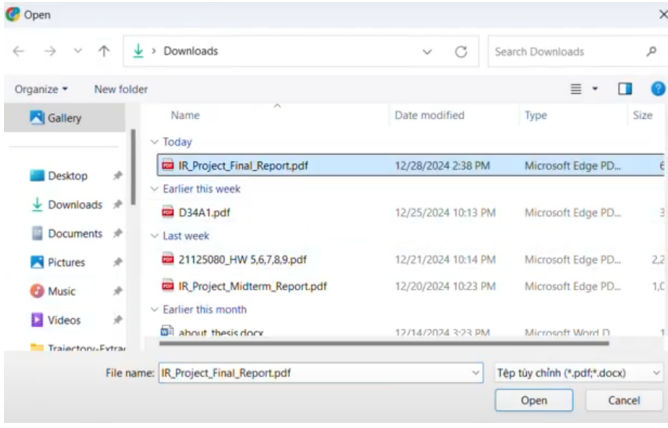 Open
Downloads
Search Downloads
Organize
New folder
Gallery
Name
Date modified
Type
Size
Today
IR_Project_Final_Report.pdf 12/28/2024 2:38 PM Microsoft Edge PD...
Desktop
Earlier this week
Downloads
D34A1.pdf 12/25/2024 10:13 PM Microsoft Edge PD...
Documents
Last week
Pictures
21125080_HW 5,6,7,8,9.pdf 12/21/2024 10:14 PM Microsoft Edge PD... 2,2
Music
IR_Project_Midterm_Report.pdf 12/20/2024 10:23 PM Microsoft Edge PD... 1,0
Videos
Earlier this month
about_thesis.docx 12/14/2024 3:23 PM Microsoft Word D
File name: IR_Project_Final_Report.pdf
Tệp tùy chỉnh (*.pdf;*.docx)
Open
Cancel